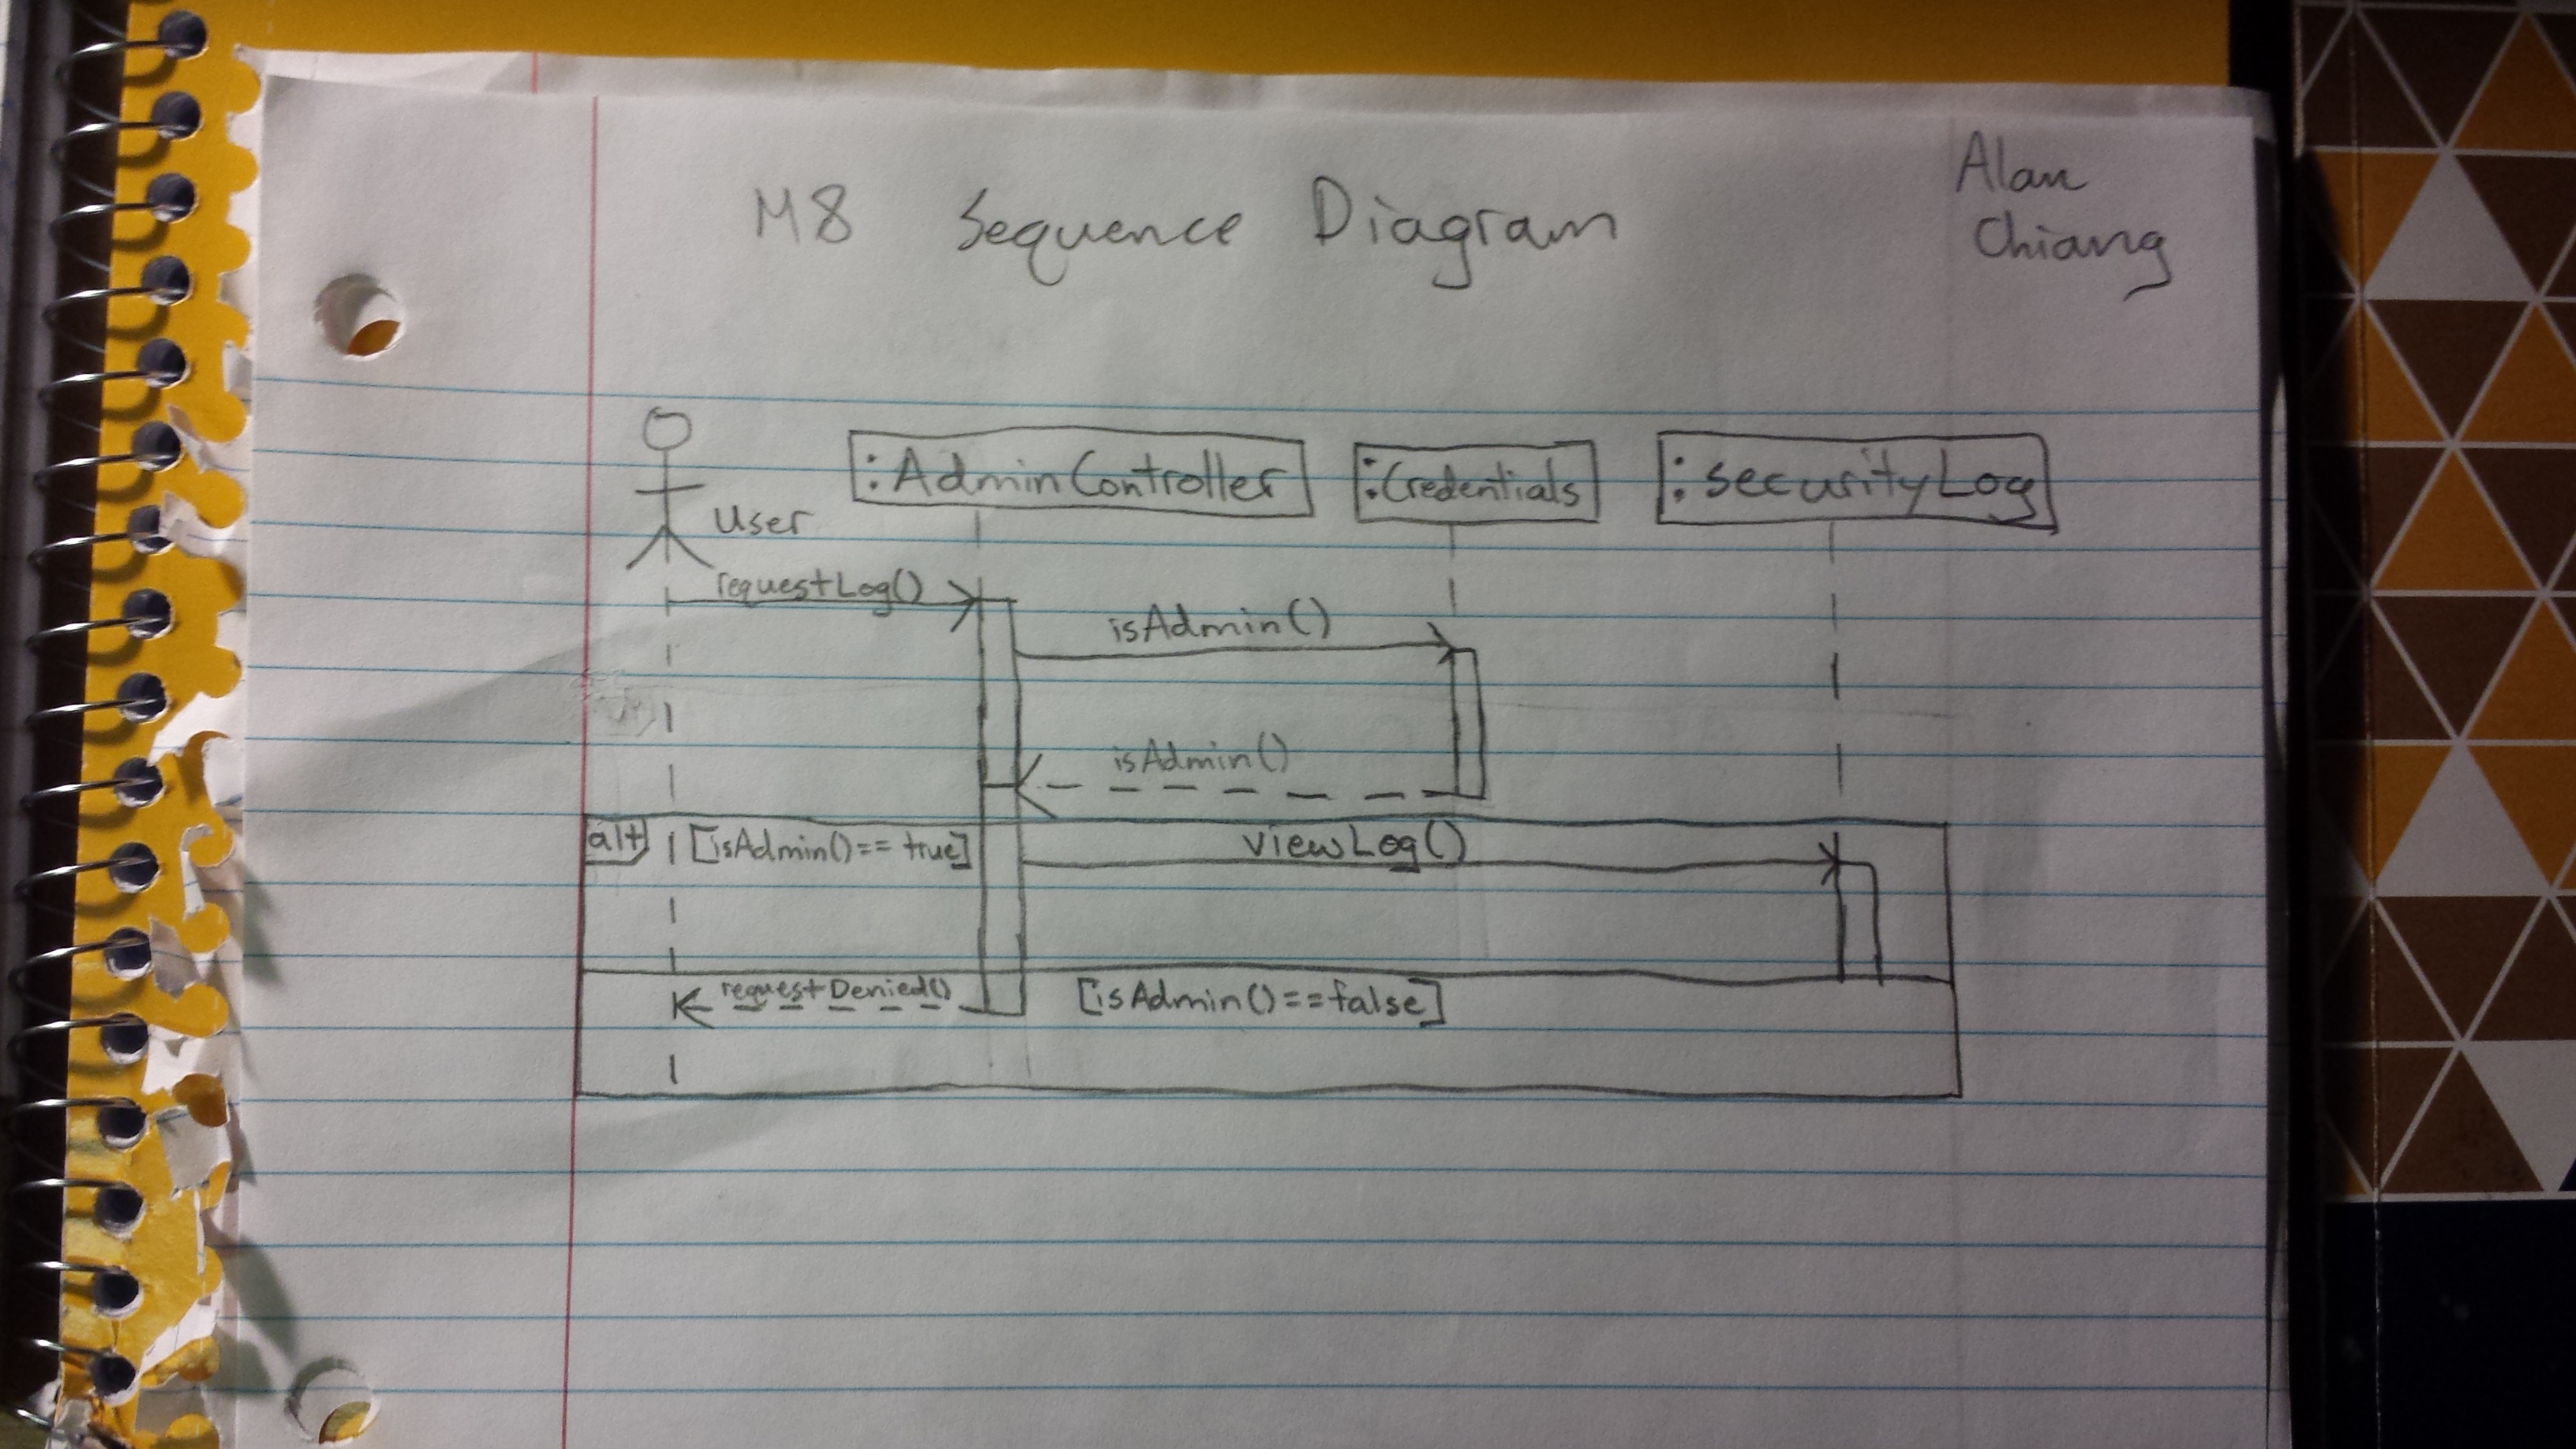 M8 Sequence Diagram
Alan
Chiang
:AdminController
:Credentials
:securityLog
User
requestLog()
isAdmin()
isAdmin()
alt
[isAdmin()== true]
viewLog()
requestDenied()
[isAdmin()==false]